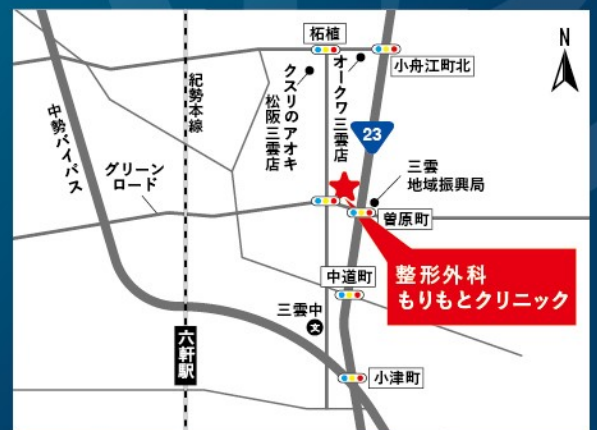 柘植
小舟江町北
N
紀勢本線
クスリのアオキ
松阪三雲店
オークワ三雲店
中勢バイパス
23
グリーン
ロード
三雲
地域振興局
曽原町
整形外科
もりもとクリニック
中道町
三雲中
文
六軒駅
小津町